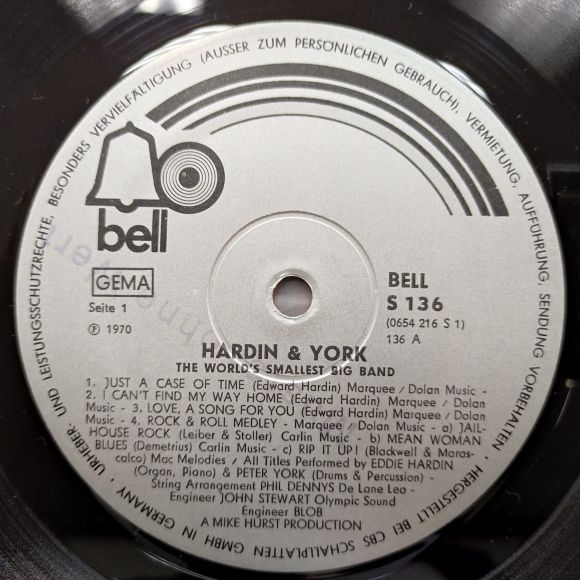 URHEBER- UND LEISTUNGSSCHUTZRECHTE, BESONDERS VERVIELFÄLTIGUNG (AUSSER ZUM PERSÖNLICHEN GEBRAUCH), VERMIETUNG, AUFFÜHRUNG, SENDUNG VORBEHALTEN · HERGESTELLT BEI CBS SCHALLPLATTEN GMBH IN GERMANY ·
bell
GEMA
Seite 1
℗ 1970
BELL
S 136
(0654 216 S 1)
136 A
HARDIN & YORK
THE WORLD'S SMALLEST BIG BAND
1. JUST A CASE OF TIME (Edward Hardin) Marquee / Dolan Music -
2. I CAN'T FIND MY WAY HOME (Edward Hardin) Marquee / Dolan
Music - 3. LOVE, A SONG FOR YOU (Edward Hardin) Marquee / Dolan
Music - 4. ROCK & ROLL MEDLEY - Marquee / Dolan Music - a) JAIL-
HOUSE ROCK (Leiber & Stoller) Carlin Music - b) MEAN WOMAN
BLUES (Demetrius) Carlin Music - c) RIP IT UP! (Blackwell & Maras-
calco) Mac Melodies / All Titles Performed by EDDIE HARDIN
(Organ, Piano) & PETER YORK (Drums & Percussion) -
String Arrangement PHIL DENNYS De Lane Lea -
Engineer JOHN STEWART Olympic Sound
Engineer BLOB
A MIKE HURST PRODUCTION